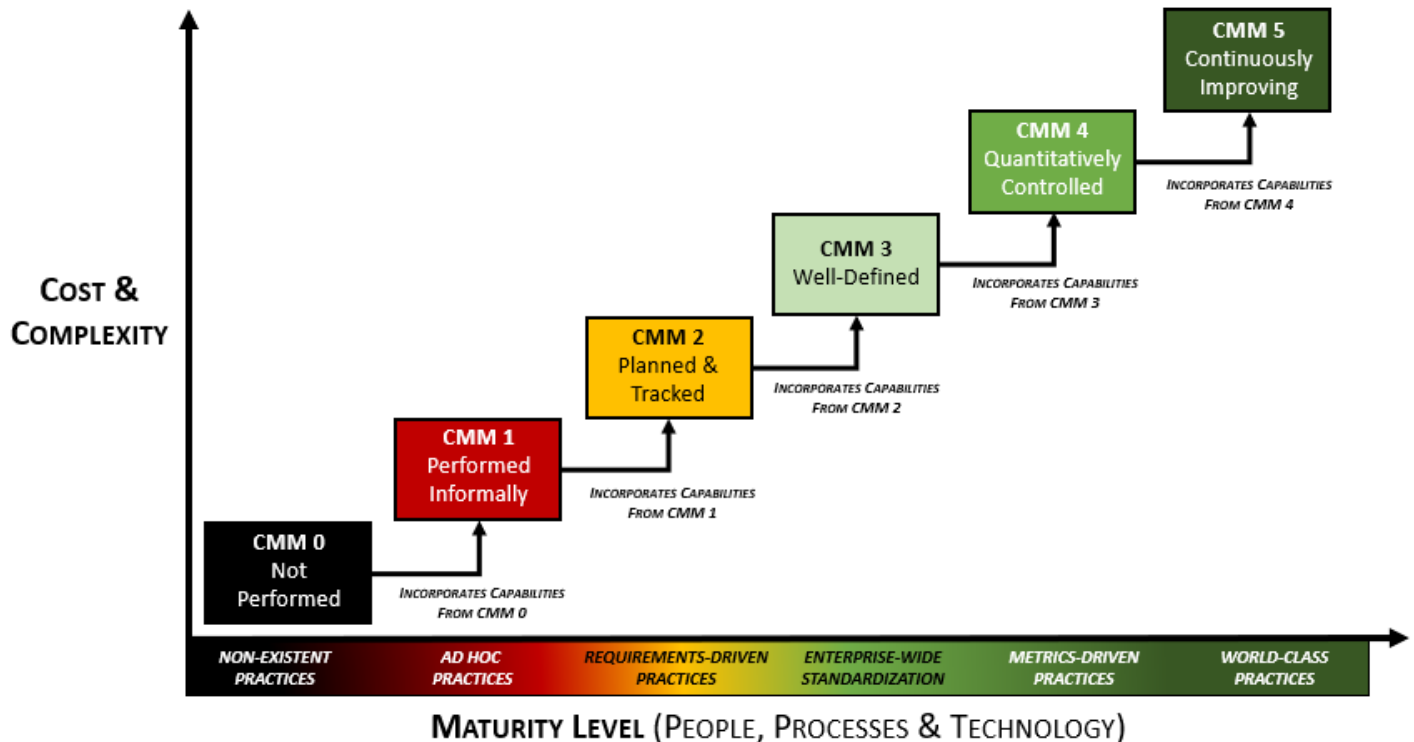 CMM 5
Continuously
Improving
CMM 4
Quantitatively
Controlled
INCORPORATES CAPABILITIES
FROM CMM 4
CMM 3
Well-Defined
INCORPORATES CAPABILITIES
FROM CMM 3
COST &
COMPLEXITY
CMM 2
Planned &
Tracked
INCORPORATES CAPABILITIES
FROM CMM 2
CMM 1
Performed
Informally
INCORPORATES CAPABILITIES
FROM CMM 1
CMM 0
Not
Performed
INCORPORATES CAPABILITIES
FROM CMM 0
NON-EXISTENT
PRACTICES
AD HOC
PRACTICES
REQUIREMENTS-DRIVEN
PRACTICES
ENTERPRISE-WIDE
STANDARDIZATION
METRICS-DRIVEN
PRACTICES
WORLD-CLASS
PRACTICES
MATURITY LEVEL (PEOPLE, PROCESSES & TECHNOLOGY)